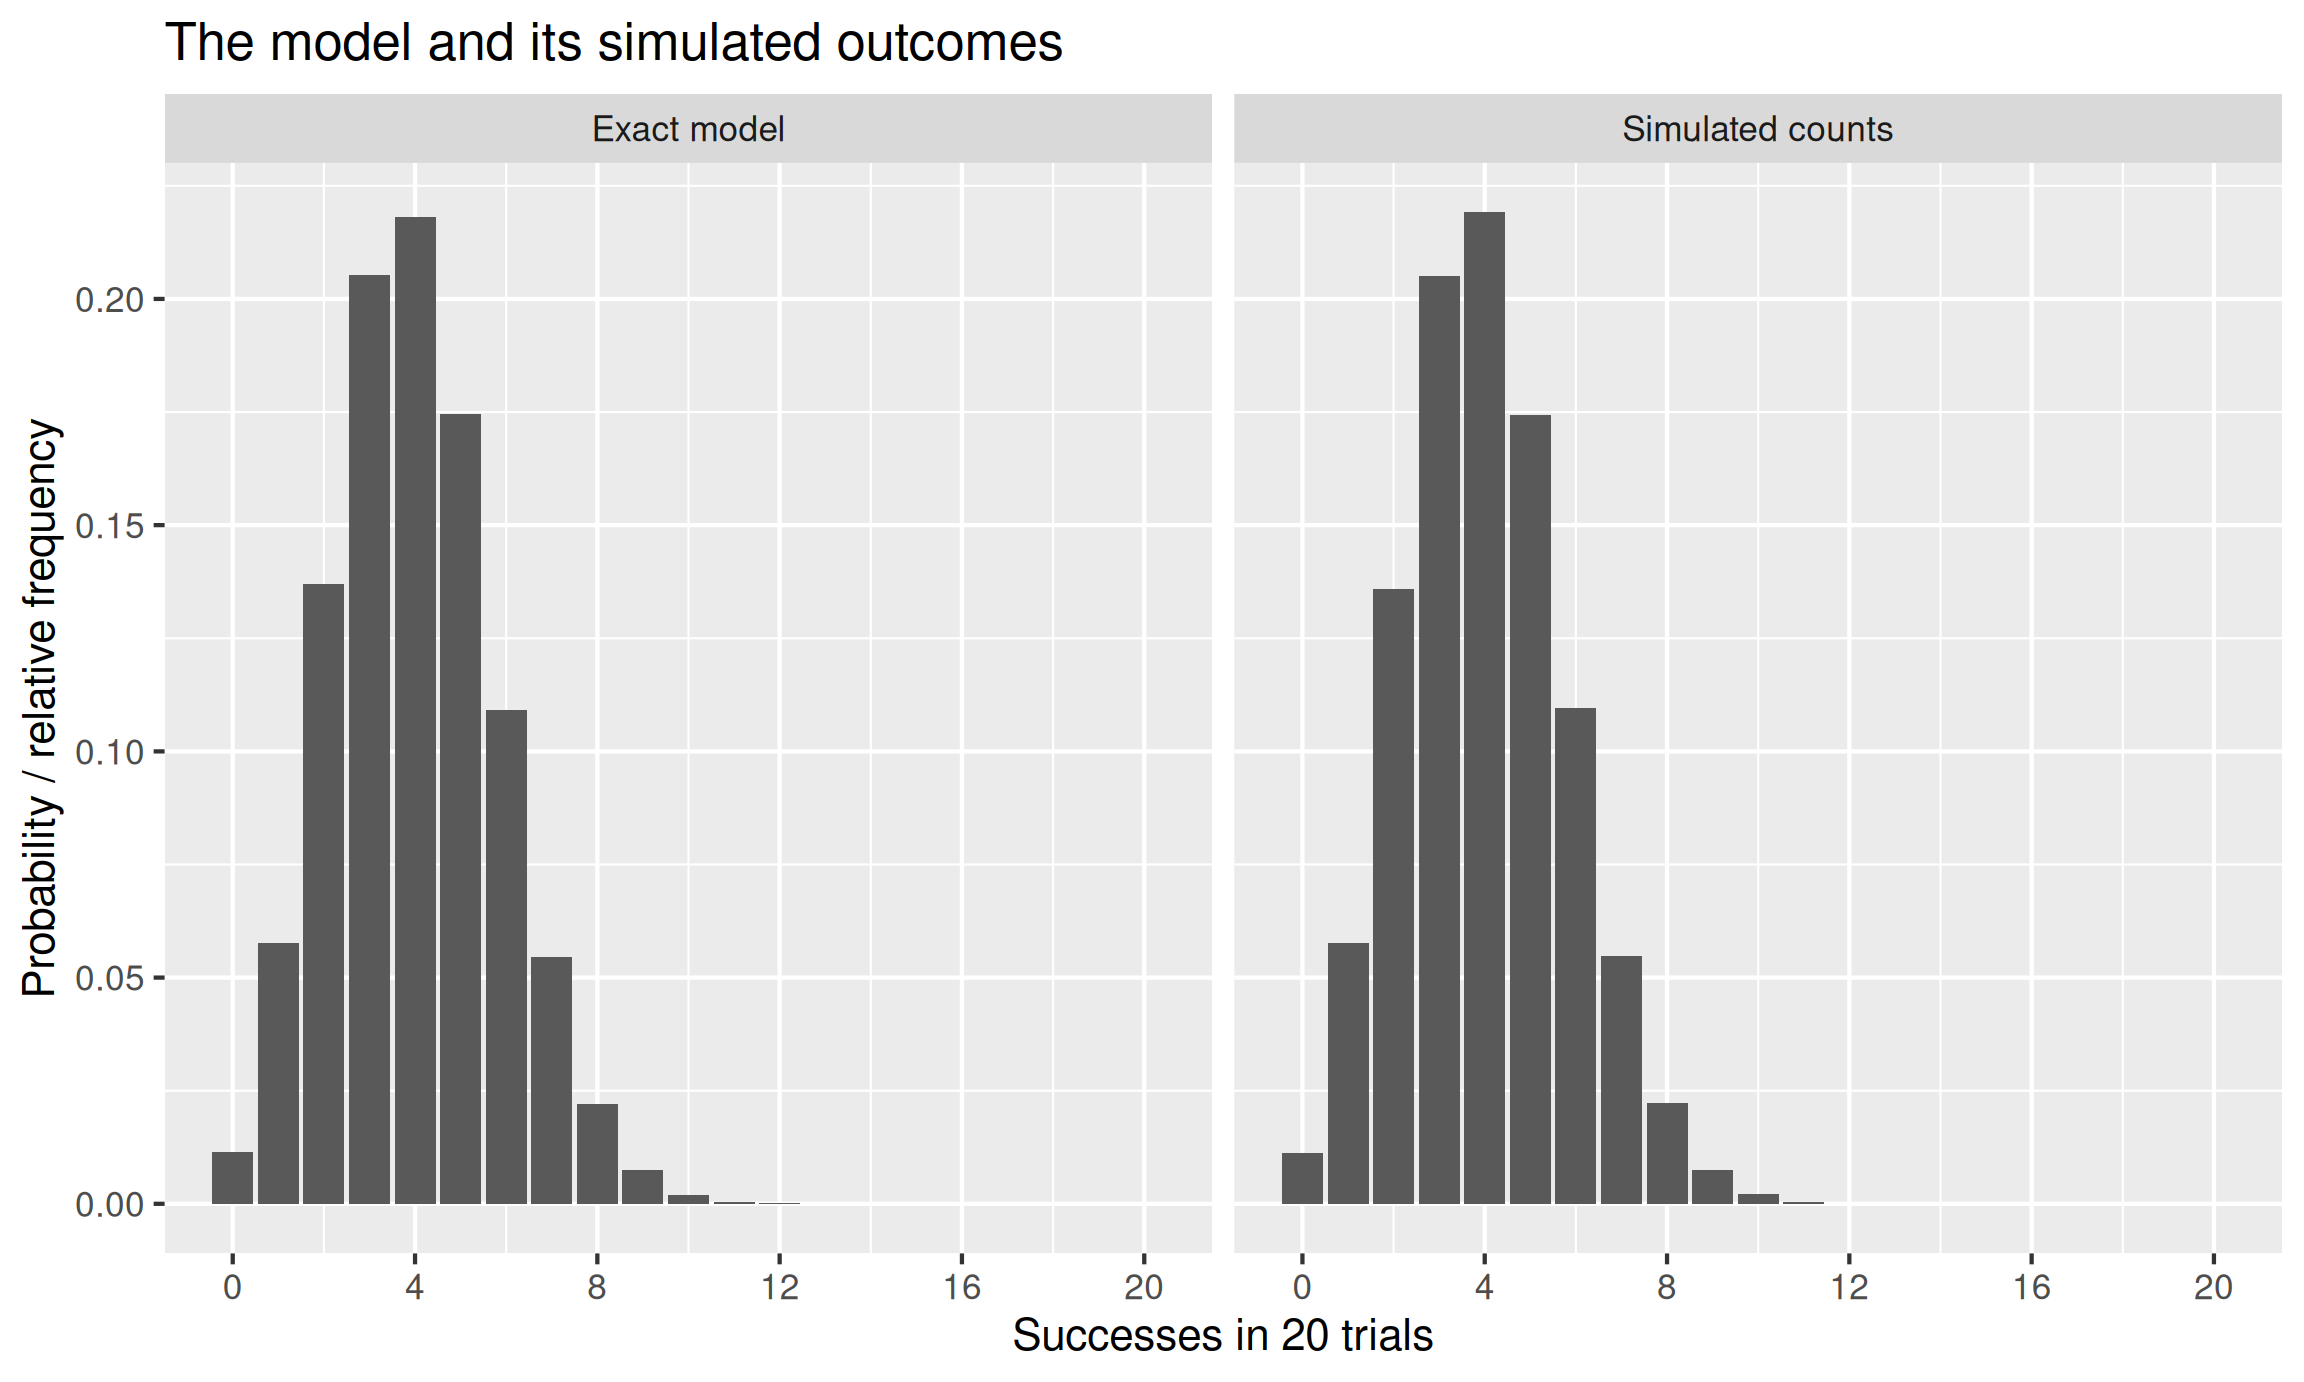 The model and its simulated outcomes
Exact model
Simulated counts
Probability / relative frequency
0.20
0.15
0.10
0.05
0.00
0 4 8 12 16 20
0 4 8 12 16 20
Successes in 20 trials